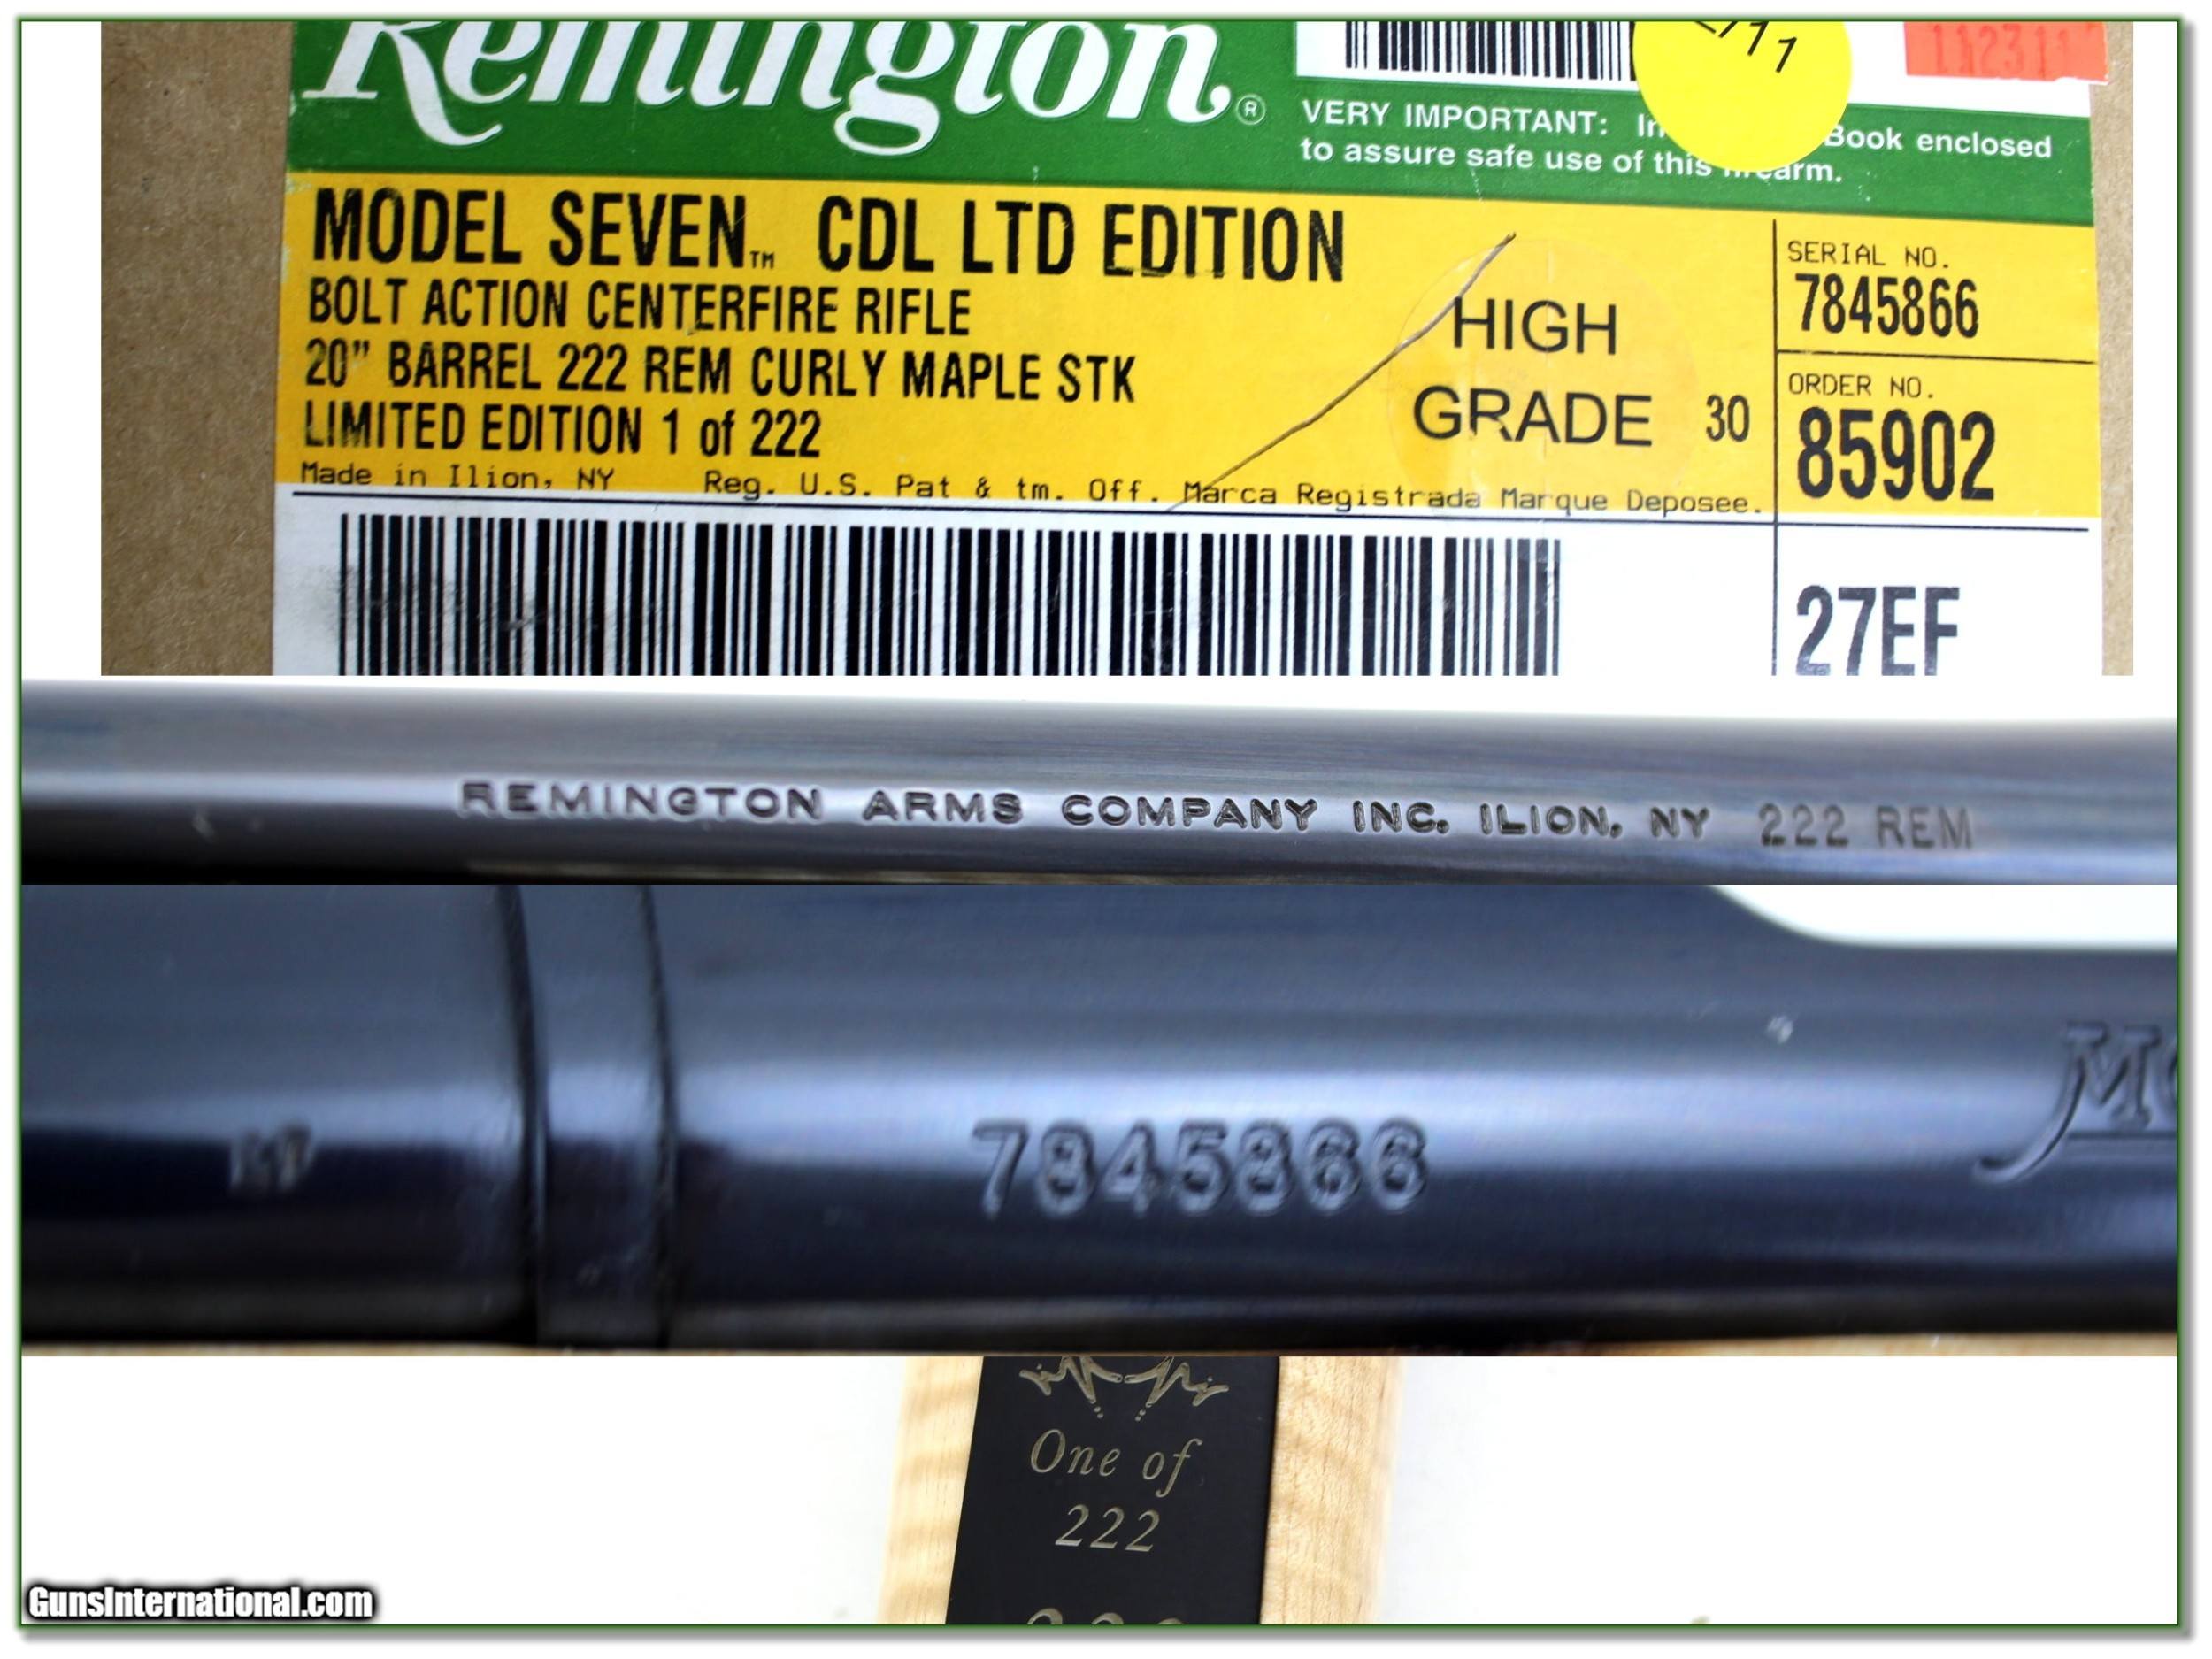 Remington®
VERY IMPORTANT: Book enclosed
to assure safe use of this
11
11231
MODEL SEVEN™ CDL LTD EDITION
BOLT ACTION CENTERFIRE RIFLE
20” BARREL 222 REM CURLY MAPLE STK
LIMITED EDITION 1 of 222
HIGH
GRADE 30
SERIAL NO.
7845866
ORDER NO.
85902
Made in Ilion, NY Reg. U.S. Pat & tm. Off. Marca Registrada Marque Deposee.
27EF
REMINGTON ARMS COMPANY INC. ILION, NY 222 REM
7845866
One of
222
GunsInternational.com